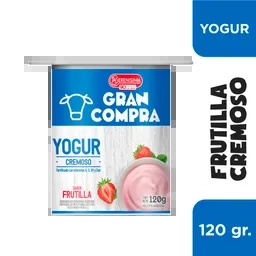 La Serenísima
GRAN
COMPRA
YOGUR
CREMOSO
SABOR
FRUTILLA
120g
YOGUR
FRUTILLA
CREMOSO
120 gr.